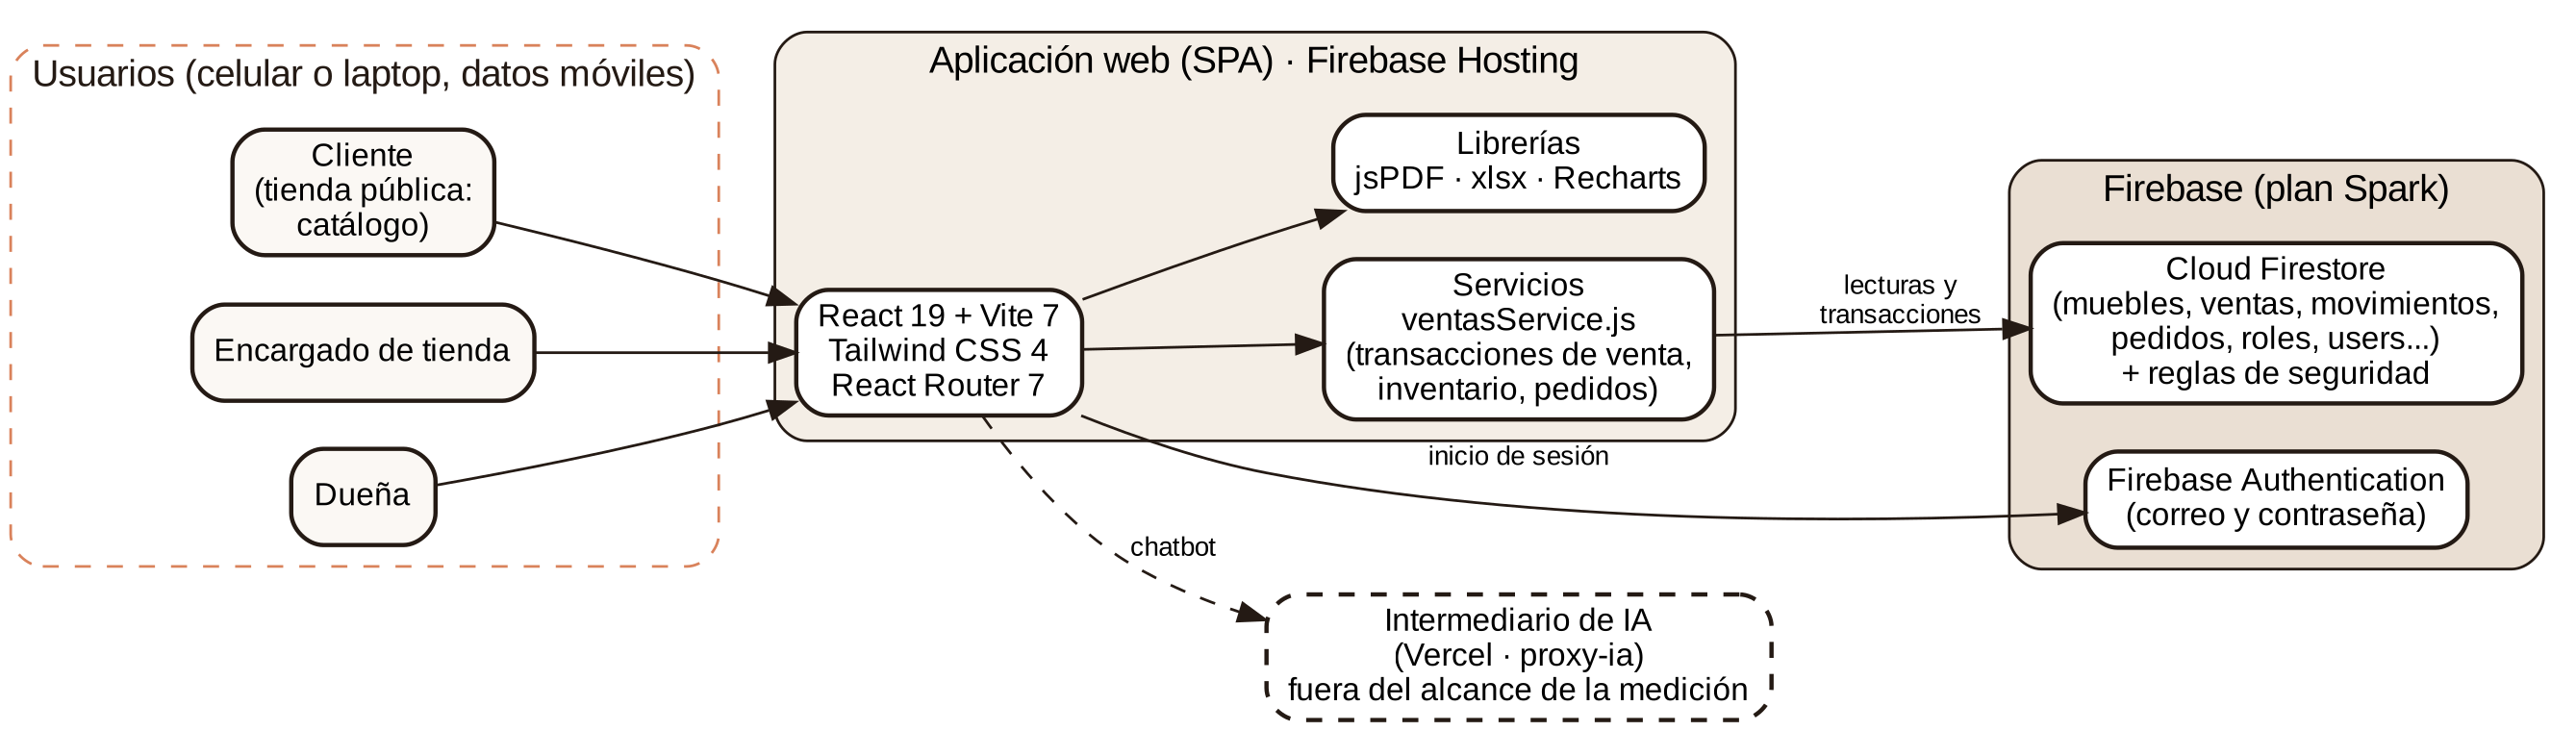 Usuarios (celular o laptop, datos móviles)
Cliente
(tienda pública:
catálogo)
Encargado de tienda
Dueña
Aplicación web (SPA) · Firebase Hosting
Librerías
jsPDF · xlsx · Recharts
React 19 + Vite 7
Tailwind CSS 4
React Router 7
Servicios
ventasService.js
(transacciones de venta,
inventario, pedidos)
lecturas y
transacciones
inicio de sesión
chatbot
Intermediario de IA
(Vercel · proxy-ia)
fuera del alcance de la medición
Firebase (plan Spark)
Cloud Firestore
(muebles, ventas, movimientos,
pedidos, roles, users...)
+ reglas de seguridad
Firebase Authentication
(correo y contraseña)